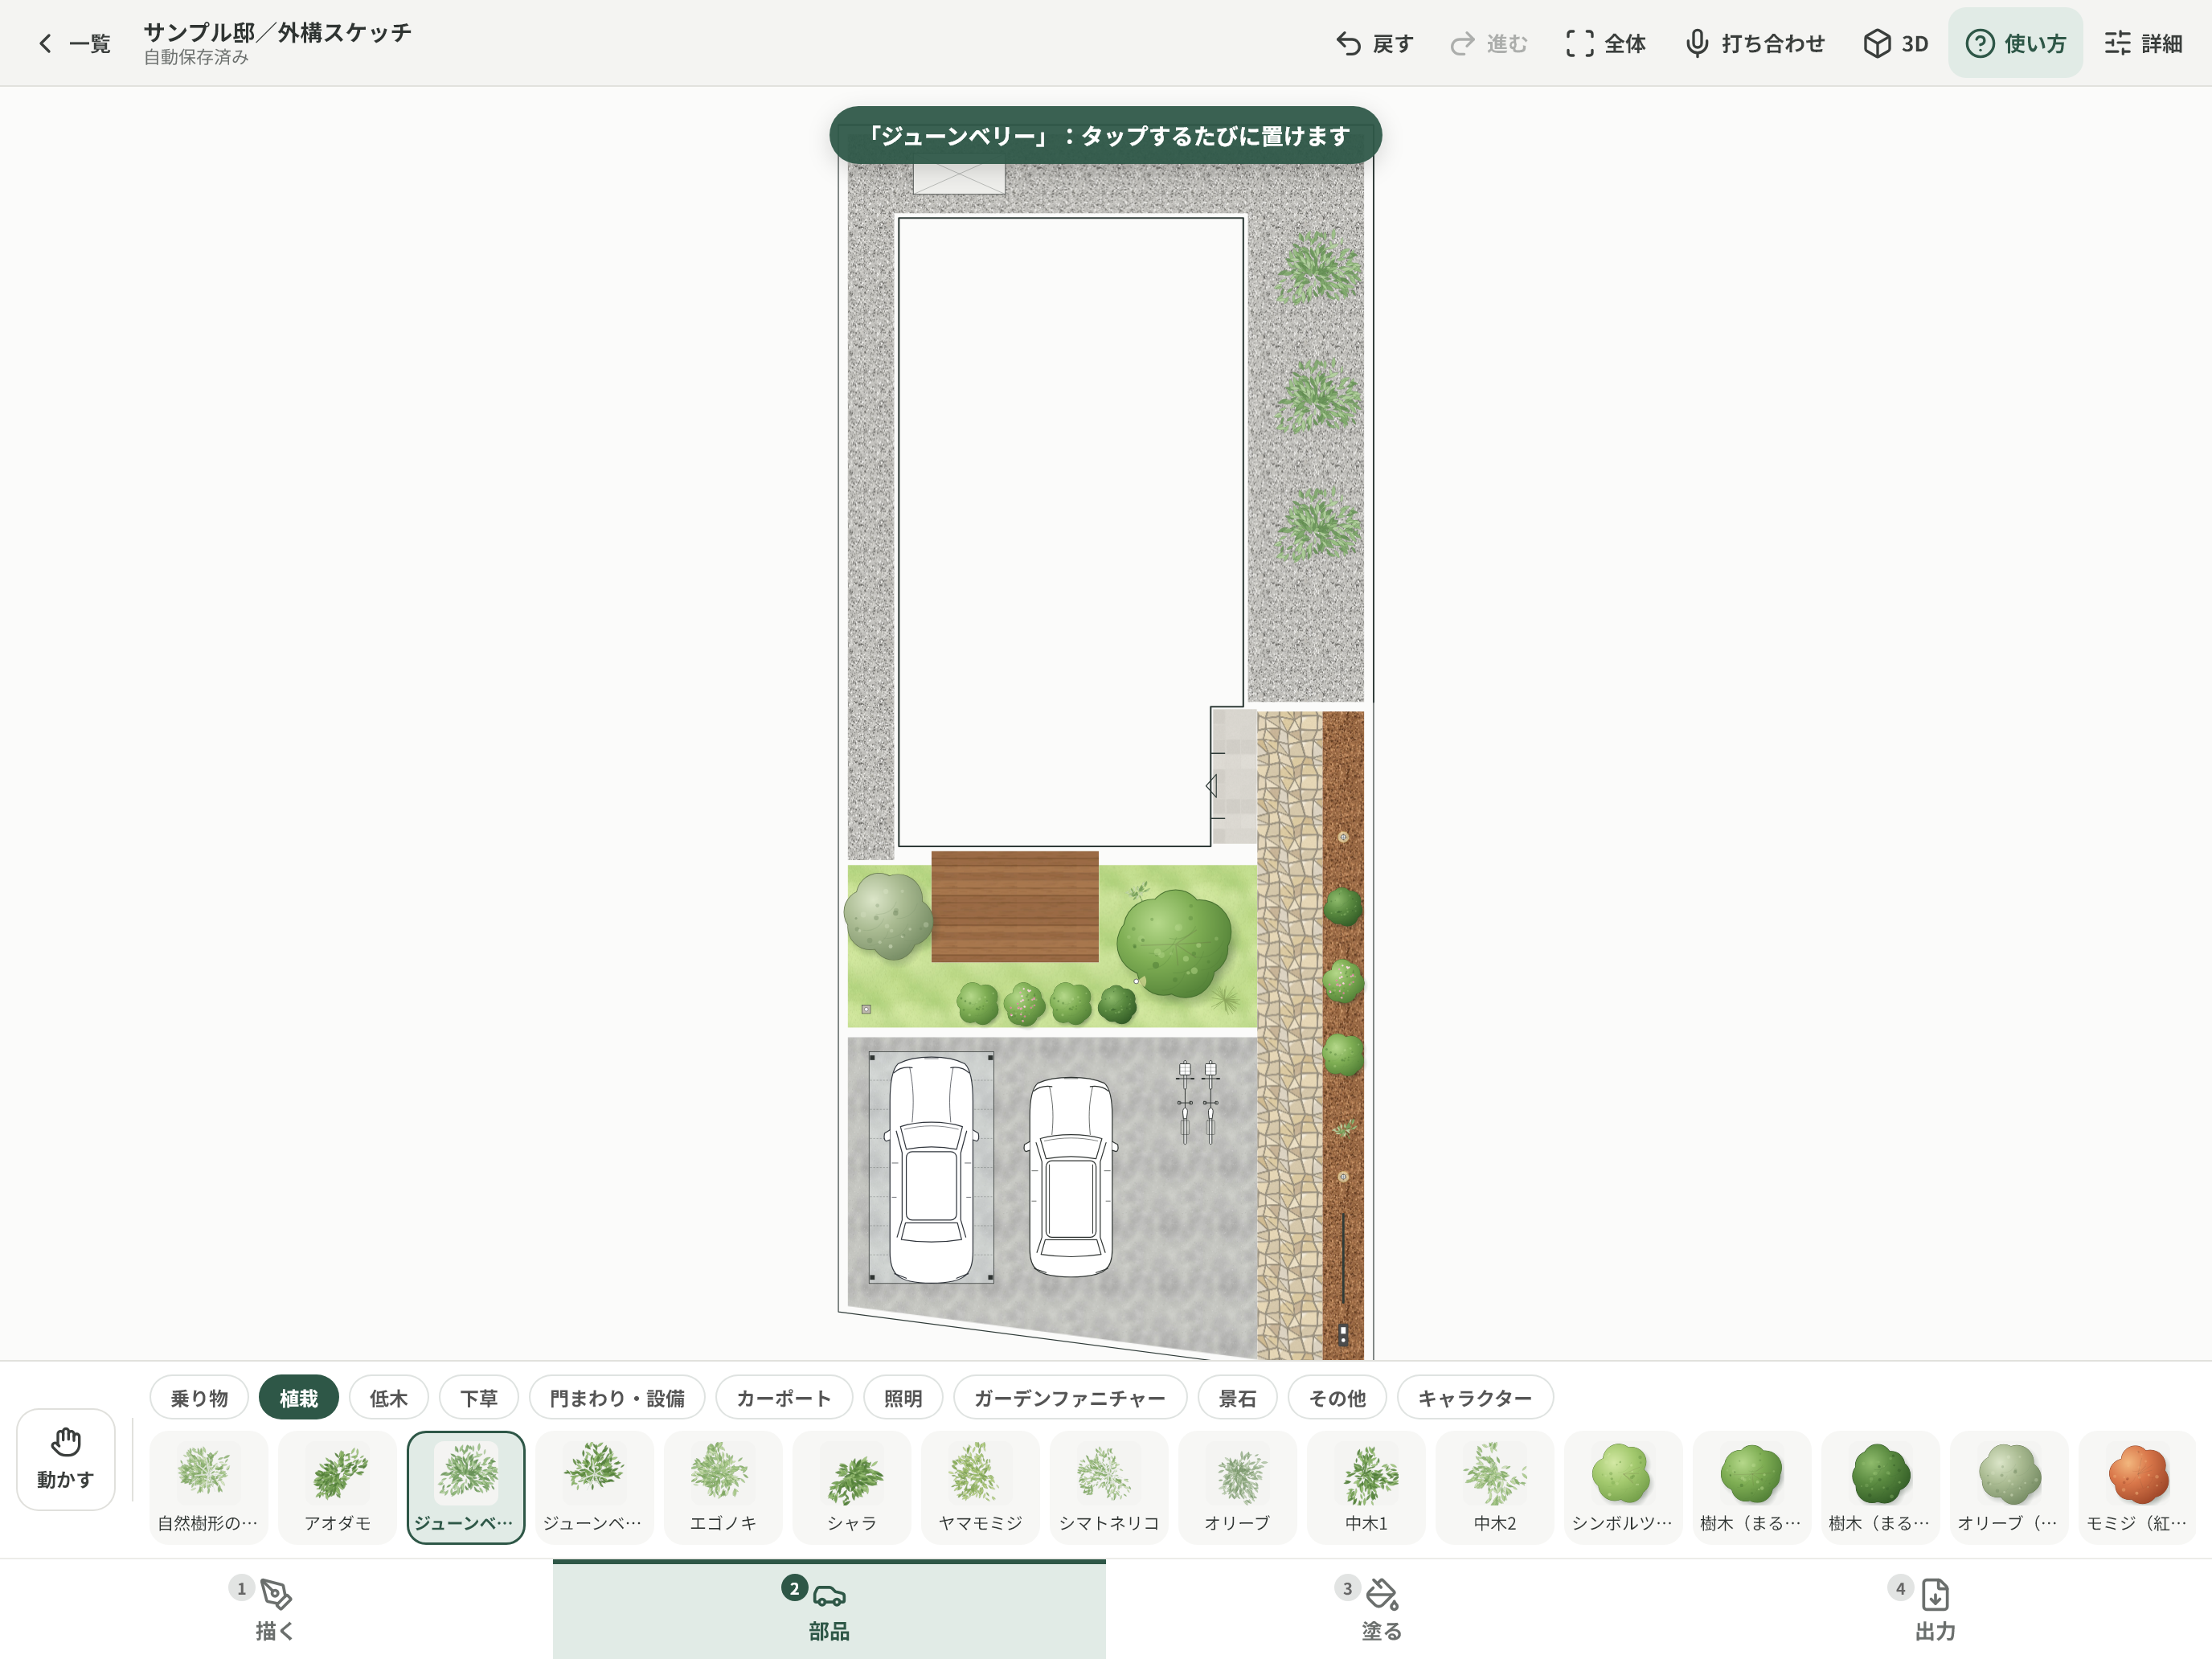 一覧
サンプル邸／外構スケッチ
自動保存済み
戻す
進む
全体
打ち合わせ
3D
使い方
詳細
「ジューンベリー」：タップするたびに置けます
動かす
乗り物
植栽
低木
下草
門まわり・設備
カーポート
照明
ガーデンファニチャー
景石
その他
キャラクター
自然樹形の…
アオダモ
ジューンベ…
ジューンベ…
エゴノキ
シャラ
ヤマモミジ
シマトネリコ
オリーブ
中木1
中木2
シンボルツ…
樹木（まる…
樹木（まる…
オリーブ（…
モミジ（紅…
1
描く
2
部品
3
塗る
4
出力